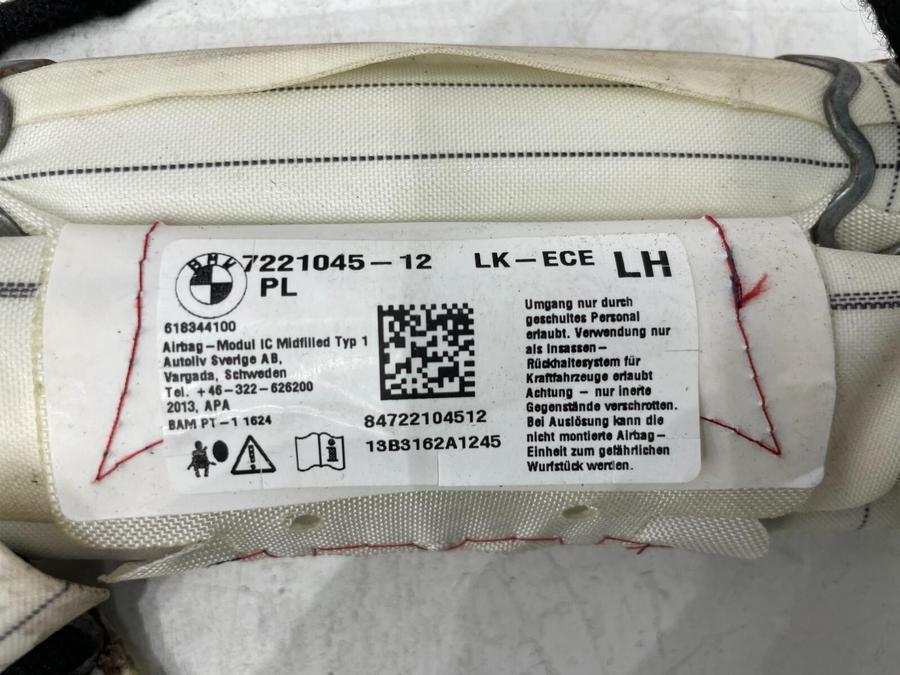 BMW
7221045-12 LK-ECE LH
PL
618344100
Airbag-Modul IC Midfilled Typ 1
Autoliv Sverige AB,
Vargada, Schweden
Tel. +46-322-626200
2013, APA
BAM PT-1 1624
84722104512
13B3162A1245
Umgang nur durch
geschultes Personal
erlaubt. Verwendung nur
als Insassen-
Rückhaltesystem für
Kraftfahrzeuge erlaubt
Achtung - nur inerte
Gegenstände verschrotten.
Bei Auslösung kann die
nicht montierte Airbag-
Einheit zum gefährlichen
Wurfstück werden.